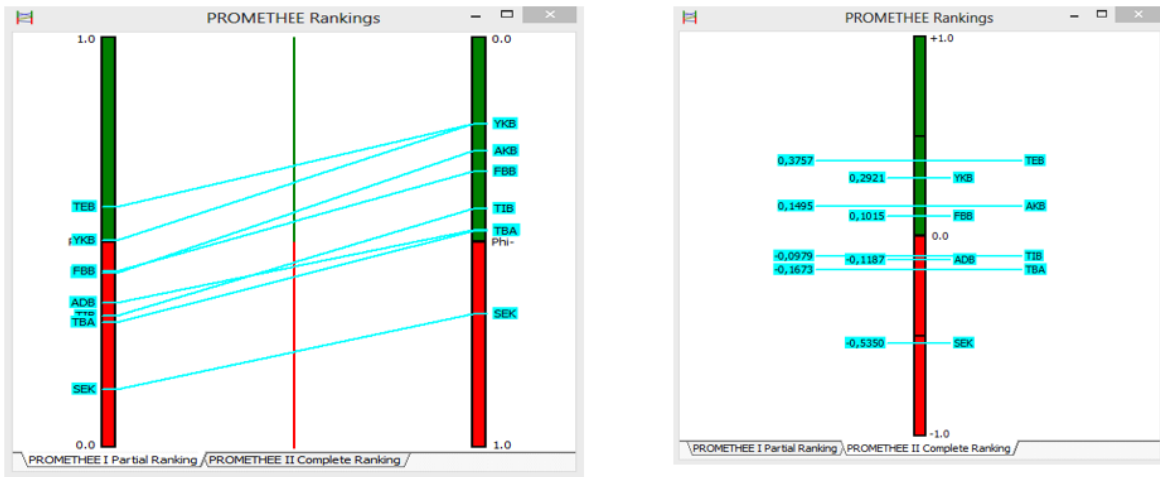 PROMETHEE Rankings
1.0
0.0
YKB
AKB
FBB
TEB
TIB
TBA
YKB
Phi-
FBB
ADB
TBA
SEK
SEK
0.0
1.0
PROMETHEE I Partial Ranking PROMETHEE II Complete Ranking
PROMETHEE Rankings
+1.0
0,3757 TEB
0,2921 YKB
0,1495 AKB
0,1015 FBB
0.0
-0,0979 TIB
-0,1187 ADB
-0,1673 TBA
-0,5350 SEK
-1.0
PROMETHEE I Partial Ranking PROMETHEE II Complete Ranking